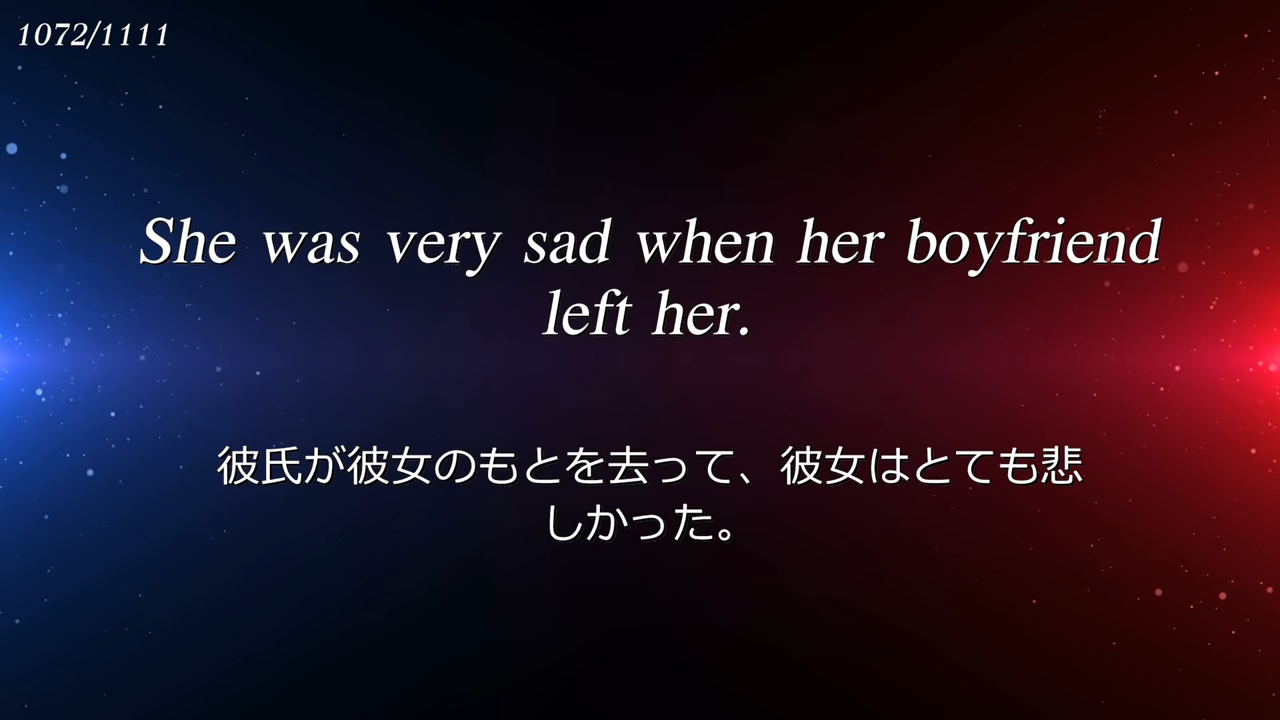 1072/1111
She was very sad when her boyfriend
left her.
彼氏が彼女のもとを去って、彼女はとても悲
しかった。